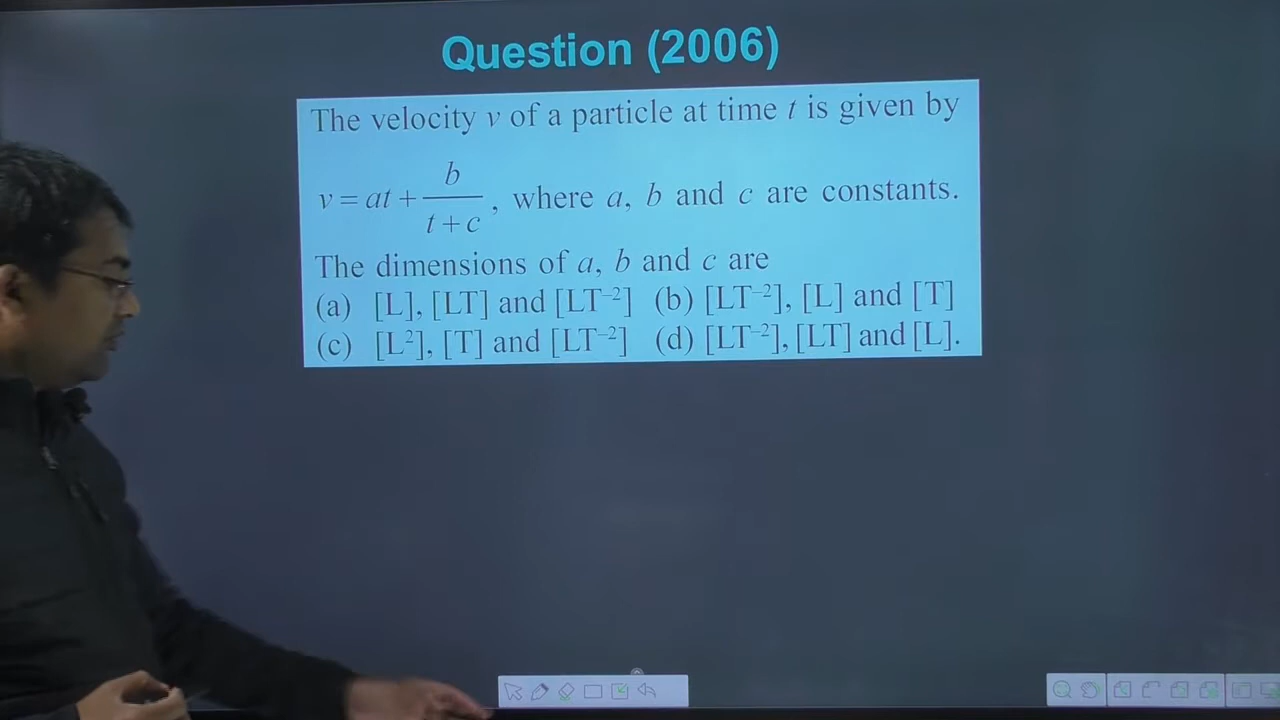 Question (2006)
The velocity v of a particle at time t is given by
v = at + b/(t + c), where a, b and c are constants.
The dimensions of a, b and c are
(a) [L], [LT] and [LT⁻²] (b) [LT⁻²], [L] and [T]
(c) [L²], [T] and [LT⁻²] (d) [LT⁻²], [LT] and [L].